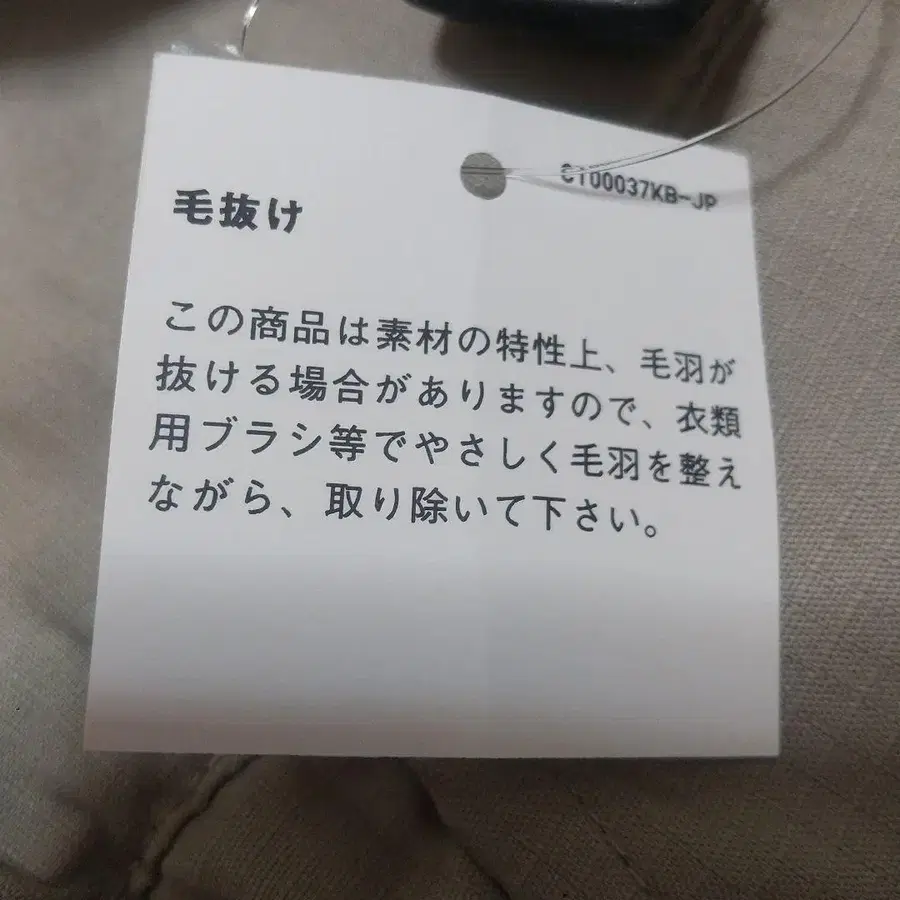 CT00037KB-JP
毛抜け
この商品は素材の特性上、毛羽が
抜ける場合がありますので、衣類
用ブラシ等でやさしく毛羽を整え
ながら、取り除いて下さい。